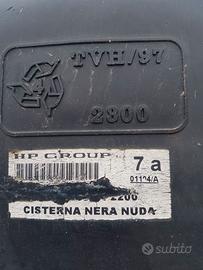 TVH/97
2800
HP GROUP
7 a
01104/A
2200
CISTERNA NERA NUDA
subito